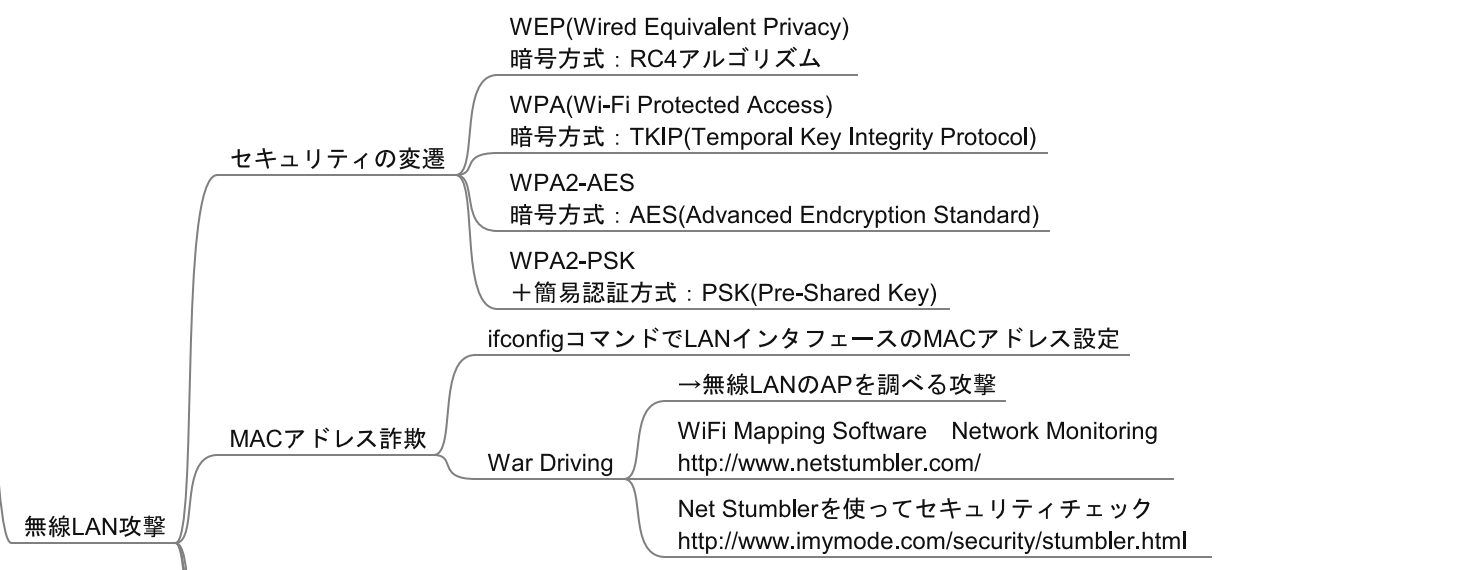 WEP(Wired Equivalent Privacy)
暗号方式：RC4アルゴリズム
WPA(Wi-Fi Protected Access)
暗号方式：TKIP(Temporal Key Integrity Protocol)
セキュリティの変遷
WPA2-AES
暗号方式：AES(Advanced Endcryption Standard)
WPA2-PSK
＋簡易認証方式：PSK(Pre-Shared Key)
ifconfigコマンドでLANインタフェースのMACアドレス設定
→無線LANのAPを調べる攻撃
MACアドレス詐欺
WiFi Mapping Software　Network Monitoring
http://www.netstumbler.com/
War Driving
Net Stumblerを使ってセキュリティチェック
http://www.imymode.com/security/stumbler.html
無線LAN攻撃